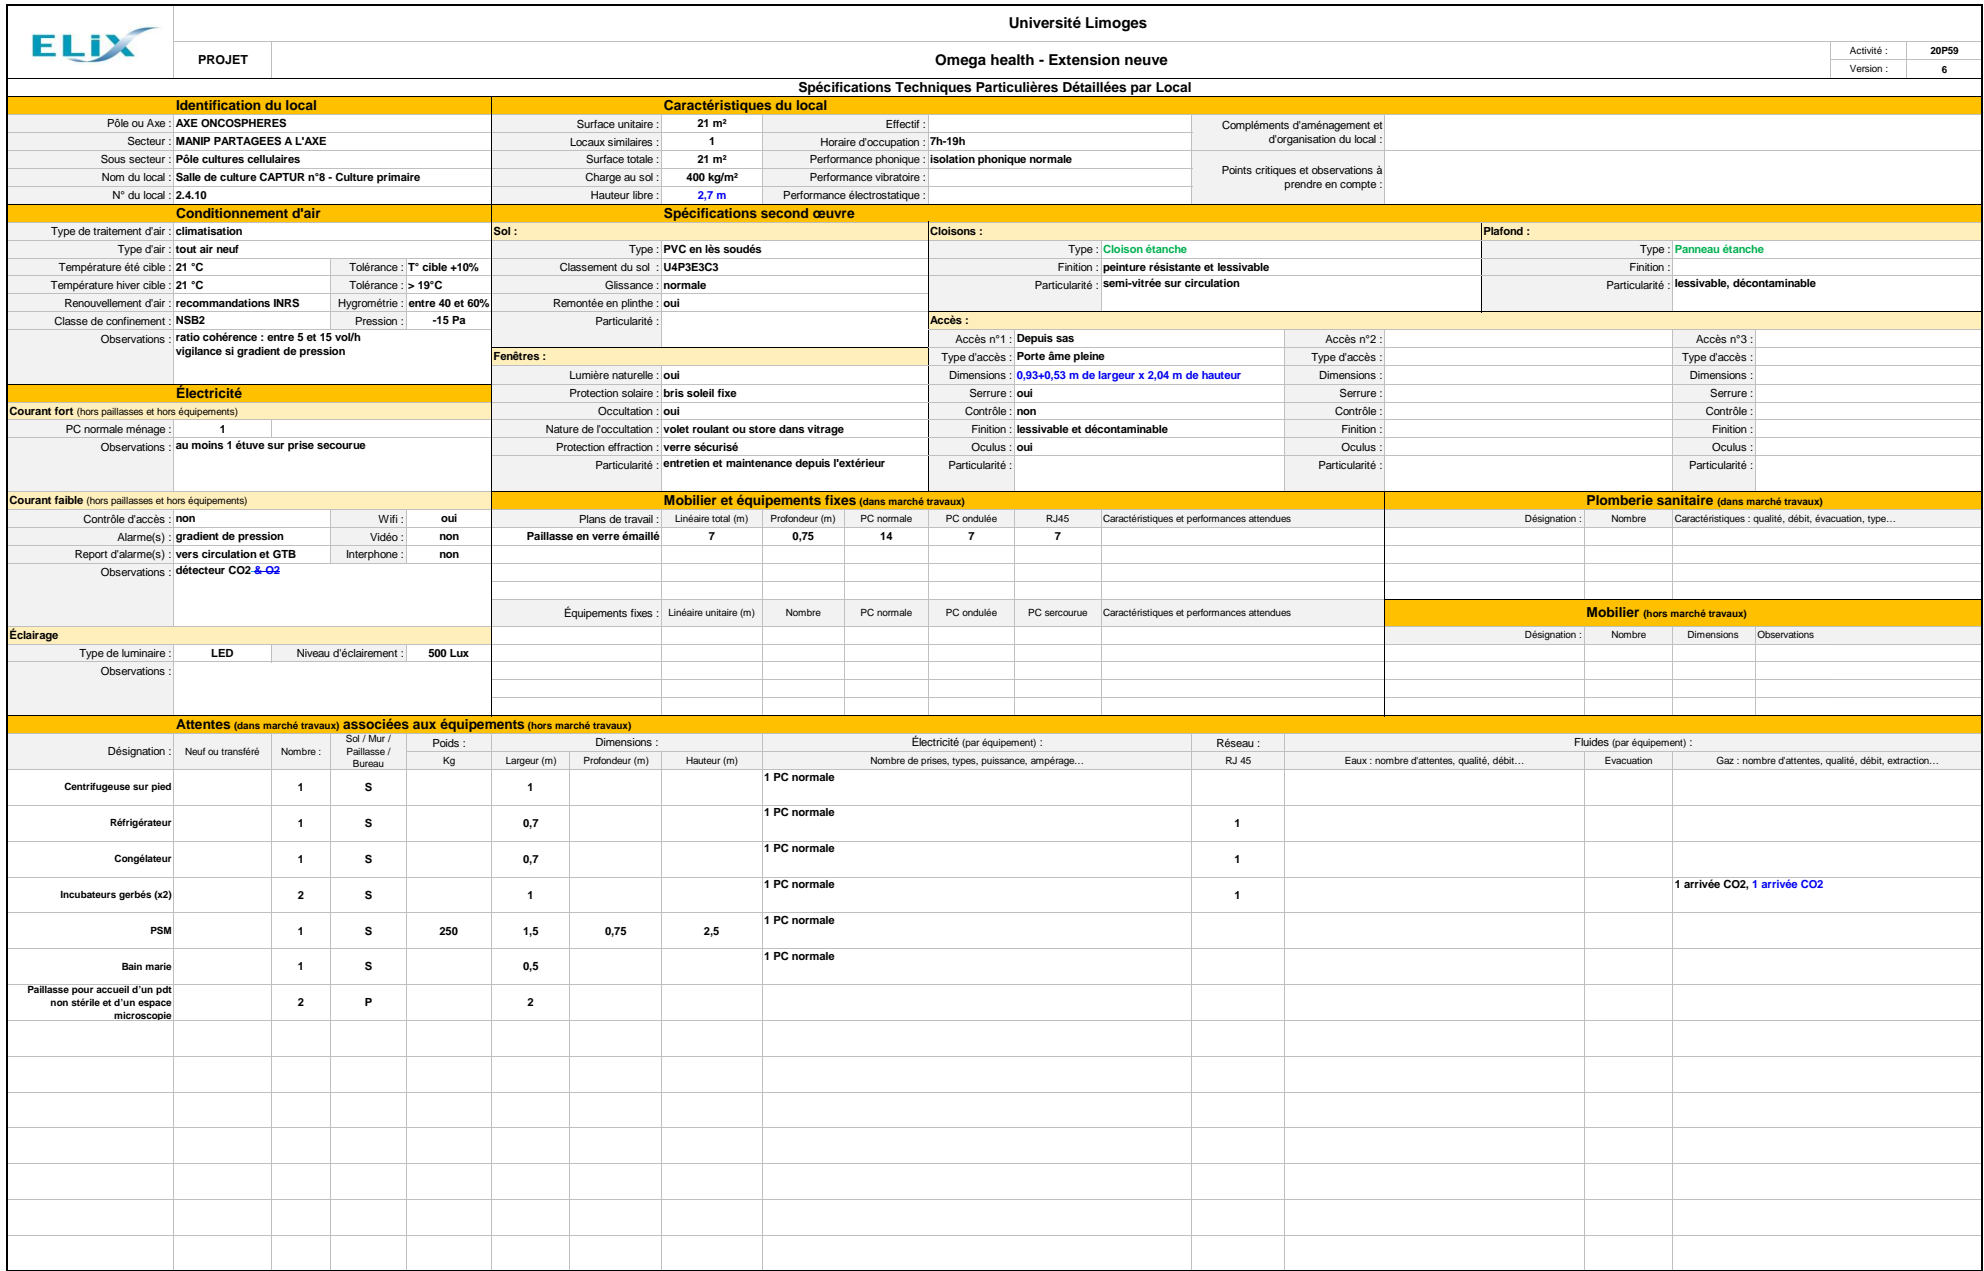 ELiX
Université Limoges
PROJET
Omega health - Extension neuve
Activité : 20P59
Version : 6
Spécifications Techniques Particulières Détaillées par Local
Identification du local
Pôle ou Axe : AXE ONCOSPHERES
Secteur : MANIP PARTAGEES A L'AXE
Sous secteur : Pôle cultures cellulaires
Nom du local : Salle de culture CAPTUR n°8 - Culture primaire
N° du local : 2.4.10
Caractéristiques du local
Surface unitaire : 21 m² Effectif :
Locaux similaires : 1 Horaire d'occupation : 7h-19h
Surface totale : 21 m² Performance phonique : isolation phonique normale
Charge au sol : 400 kg/m² Performance vibratoire :
Hauteur libre : 2,7 m Performance électrostatique :
Compléments d'aménagement et
d'organisation du local :
Points critiques et observations à
prendre en compte :
Conditionnement d'air
Type de traitement d'air : climatisation
Type d'air : tout air neuf
Température été cible : 21 °C Tolérance : T° cible +10%
Température hiver cible : 21 °C Tolérance : > 19°C
Renouvellement d'air : recommandations INRS Hygrométrie : entre 40 et 60%
Classe de confinement : NSB2 Pression : -15 Pa
Observations : ratio cohérence : entre 5 et 15 vol/h
vigilance si gradient de pression
Spécifications second œuvre
Sol :
Type : PVC en lès soudés
Classement du sol : U4P3E3C3
Glissance : normale
Remontée en plinthe : oui
Particularité :
Cloisons :
Type : Cloison étanche
Finition : peinture résistante et lessivable
Particularité : semi-vitrée sur circulation
Plafond :
Type : Panneau étanche
Finition :
Particularité : lessivable, décontaminable
Fenêtres :
Lumière naturelle : oui
Protection solaire : bris soleil fixe
Occultation : oui
Nature de l'occultation : volet roulant ou store dans vitrage
Protection effraction : verre sécurisé
Particularité : entretien et maintenance depuis l'extérieur
Accès :
Accès n°1 : Depuis sas Accès n°2 : Accès n°3 :
Type d'accès : Porte âme pleine Type d'accès : Type d'accès :
Dimensions : 0,93+0,53 m de largeur x 2,04 m de hauteur Dimensions : Dimensions :
Serrure : oui Serrure : Serrure :
Contrôle : non Contrôle : Contrôle :
Finition : lessivable et décontaminable Finition : Finition :
Oculus : oui Oculus : Oculus :
Particularité : Particularité : Particularité :
Électricité
Courant fort (hors paillasses et hors équipements)
PC normale ménage : 1
Observations : au moins 1 étuve sur prise secourue
Courant faible (hors paillasses et hors équipements)
Contrôle d'accès : non Wifi : oui
Alarme(s) : gradient de pression Vidéo : non
Report d'alarme(s) : vers circulation et GTB Interphone : non
Observations : détecteur CO2 & O2
Éclairage
Type de luminaire : LED Niveau d'éclairement : 500 Lux
Observations :
Mobilier et équipements fixes (dans marché travaux)
Plans de travail : Linéaire total (m) Profondeur (m) PC normale PC ondulée RJ45 Caractéristiques et performances attendues
Paillasse en verre émaillé 7 0,75 14 7 7
Équipements fixes : Linéaire unitaire (m) Nombre PC normale PC ondulée PC sercourue Caractéristiques et performances attendues
Plomberie sanitaire (dans marché travaux)
Désignation : Nombre Caractéristiques : qualité, débit, évacuation, type…
Mobilier (hors marché travaux)
Désignation : Nombre Dimensions Observations
Attentes (dans marché travaux) associées aux équipements (hors marché travaux)
Désignation : Neuf ou transféré Nombre : Sol / Mur / Paillasse / Bureau Poids : Dimensions : Électricité (par équipement) : Réseau : Fluides (par équipement) :
Kg Largeur (m) Profondeur (m) Hauteur (m) Nombre de prises, types, puissance, ampérage… RJ 45 Eaux : nombre d'attentes, qualité, débit… Evacuation Gaz : nombre d'attentes, qualité, débit, extraction…
Centrifugeuse sur pied 1 S 1 1 PC normale
Réfrigérateur 1 S 0,7 1 PC normale 1
Congélateur 1 S 0,7 1 PC normale 1
Incubateurs gerbés (x2) 2 S 1 1 PC normale 1 1 arrivée CO2, 1 arrivée CO2
PSM 1 S 250 1,5 0,75 2,5 1 PC normale
Bain marie 1 S 0,5 1 PC normale
Paillasse pour accueil d'un pdt
non stérile et d'un espace
microscopie 2 P 2